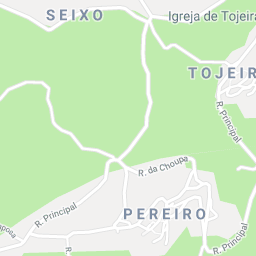 SEIXO
Igreja de Tojeira
TOJEIR
R. Principal
R. da Choupa
R. Principal
PEREIRO
R. Principal